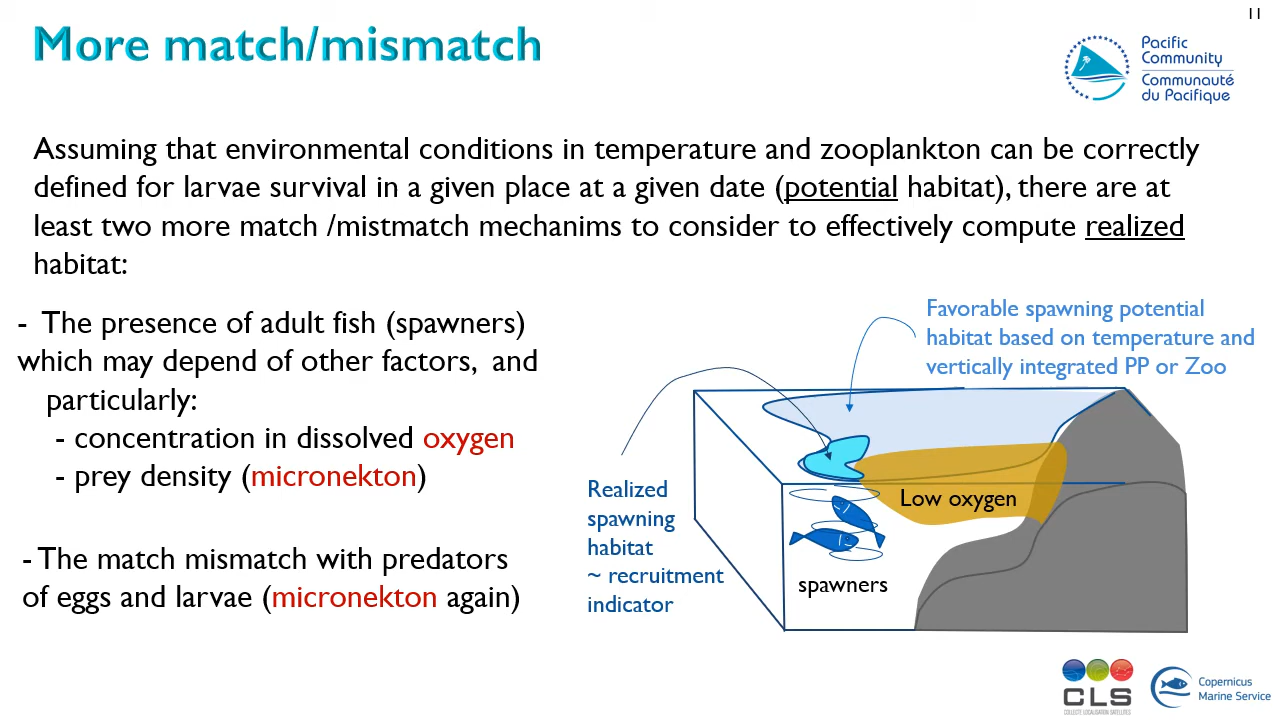 11
More match/mismatch
Pacific
Community
Communauté
du Pacifique
Assuming that environmental conditions in temperature and zooplankton can be correctly
defined for larvae survival in a given place at a given date (potential habitat), there are at
least two more match /mistmatch mechanims to consider to effectively compute realized
habitat:
- The presence of adult fish (spawners)
which may depend of other factors, and
particularly:
- concentration in dissolved oxygen
- prey density (micronekton)
- The match mismatch with predators
of eggs and larvae (micronekton again)
Favorable spawning potential
habitat based on temperature and
vertically integrated PP or Zoo
Realized
spawning
habitat
~ recruitment
indicator
Low oxygen
spawners
CLS
COLLECTE LOCALISATION SATELLITES
Copernicus
Marine Service